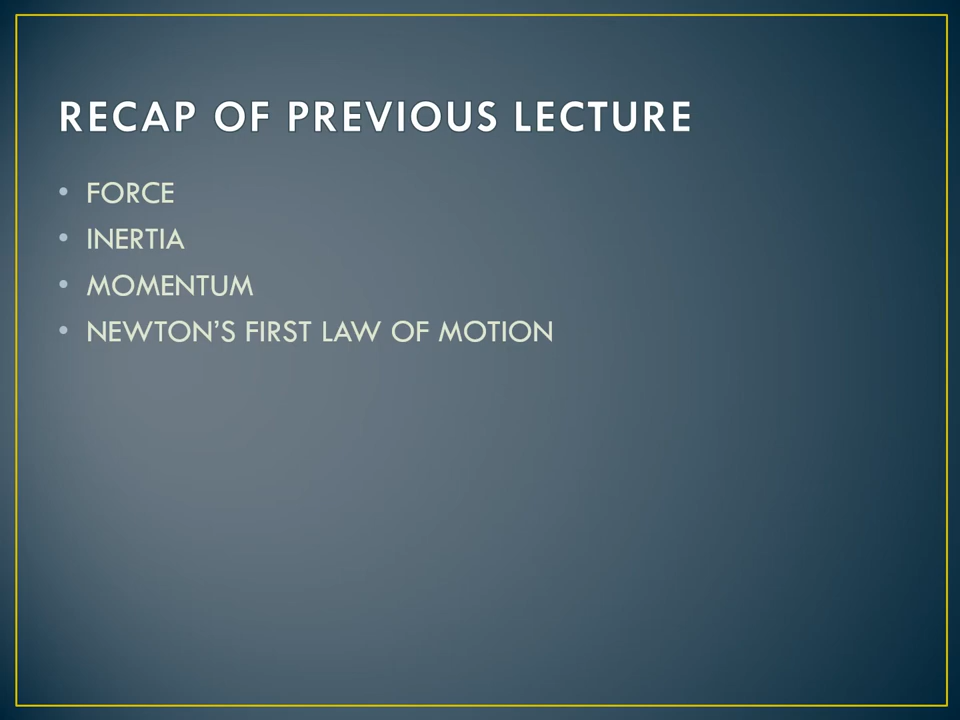 RECAP OF PREVIOUS LECTURE
• FORCE
• INERTIA
• MOMENTUM
• NEWTON’S FIRST LAW OF MOTION